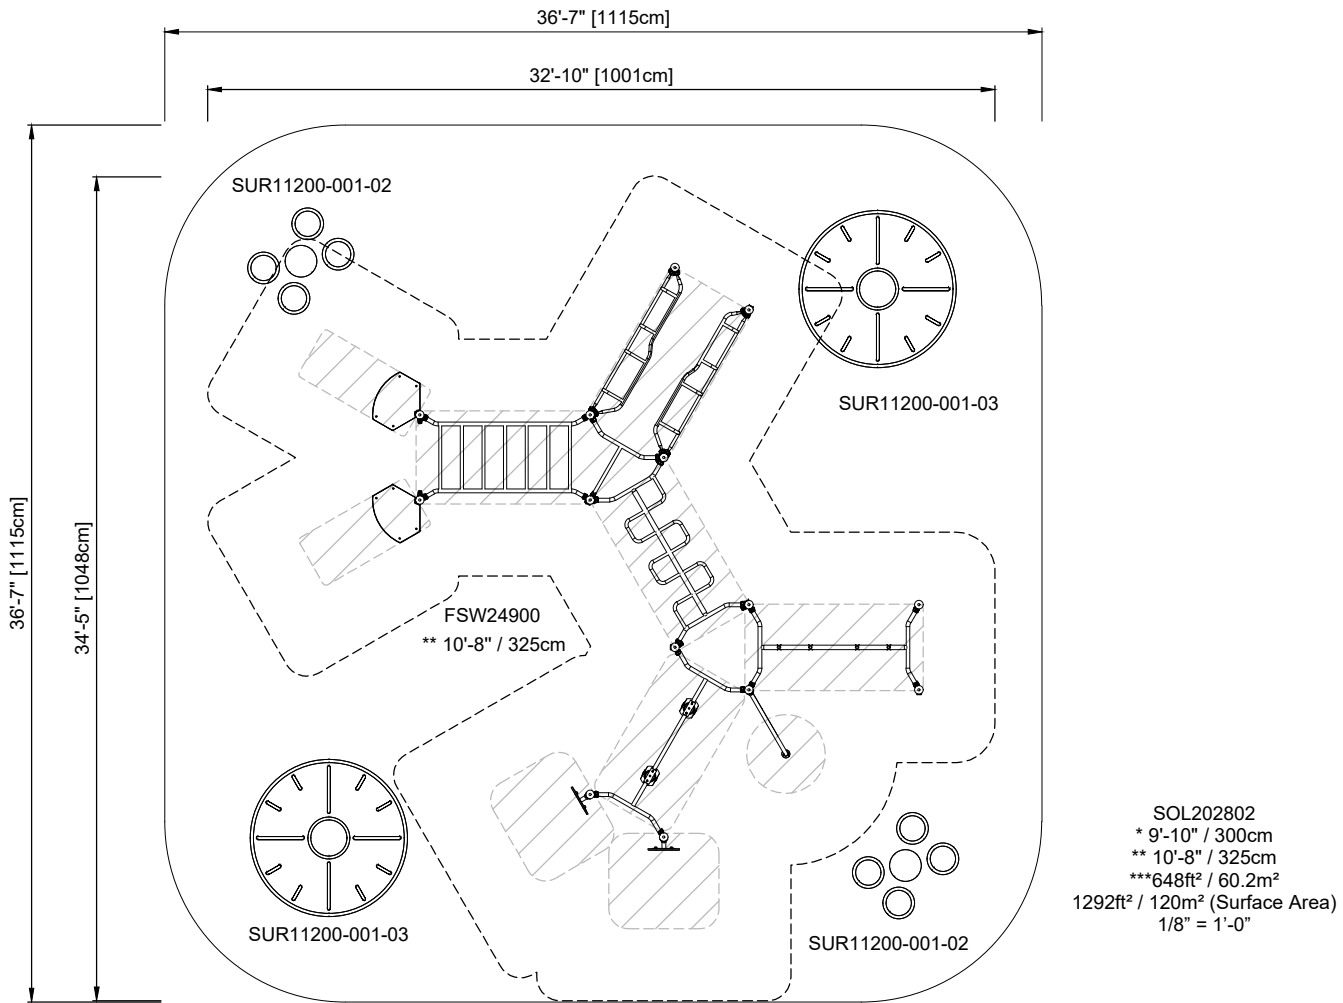 36'-7" [1115cm]
32'-10" [1001cm]
SUR11200-001-02
SUR11200-001-03
36'-7" [1115cm]
34'-5" [1048cm]
FSW24900
** 10'-8" / 325cm
SUR11200-001-03
SUR11200-001-02
SOL202802
* 9'-10" / 300cm
** 10'-8" / 325cm
***648ft² / 60.2m²
1292ft² / 120m² (Surface Area)
1/8” = 1’-0”